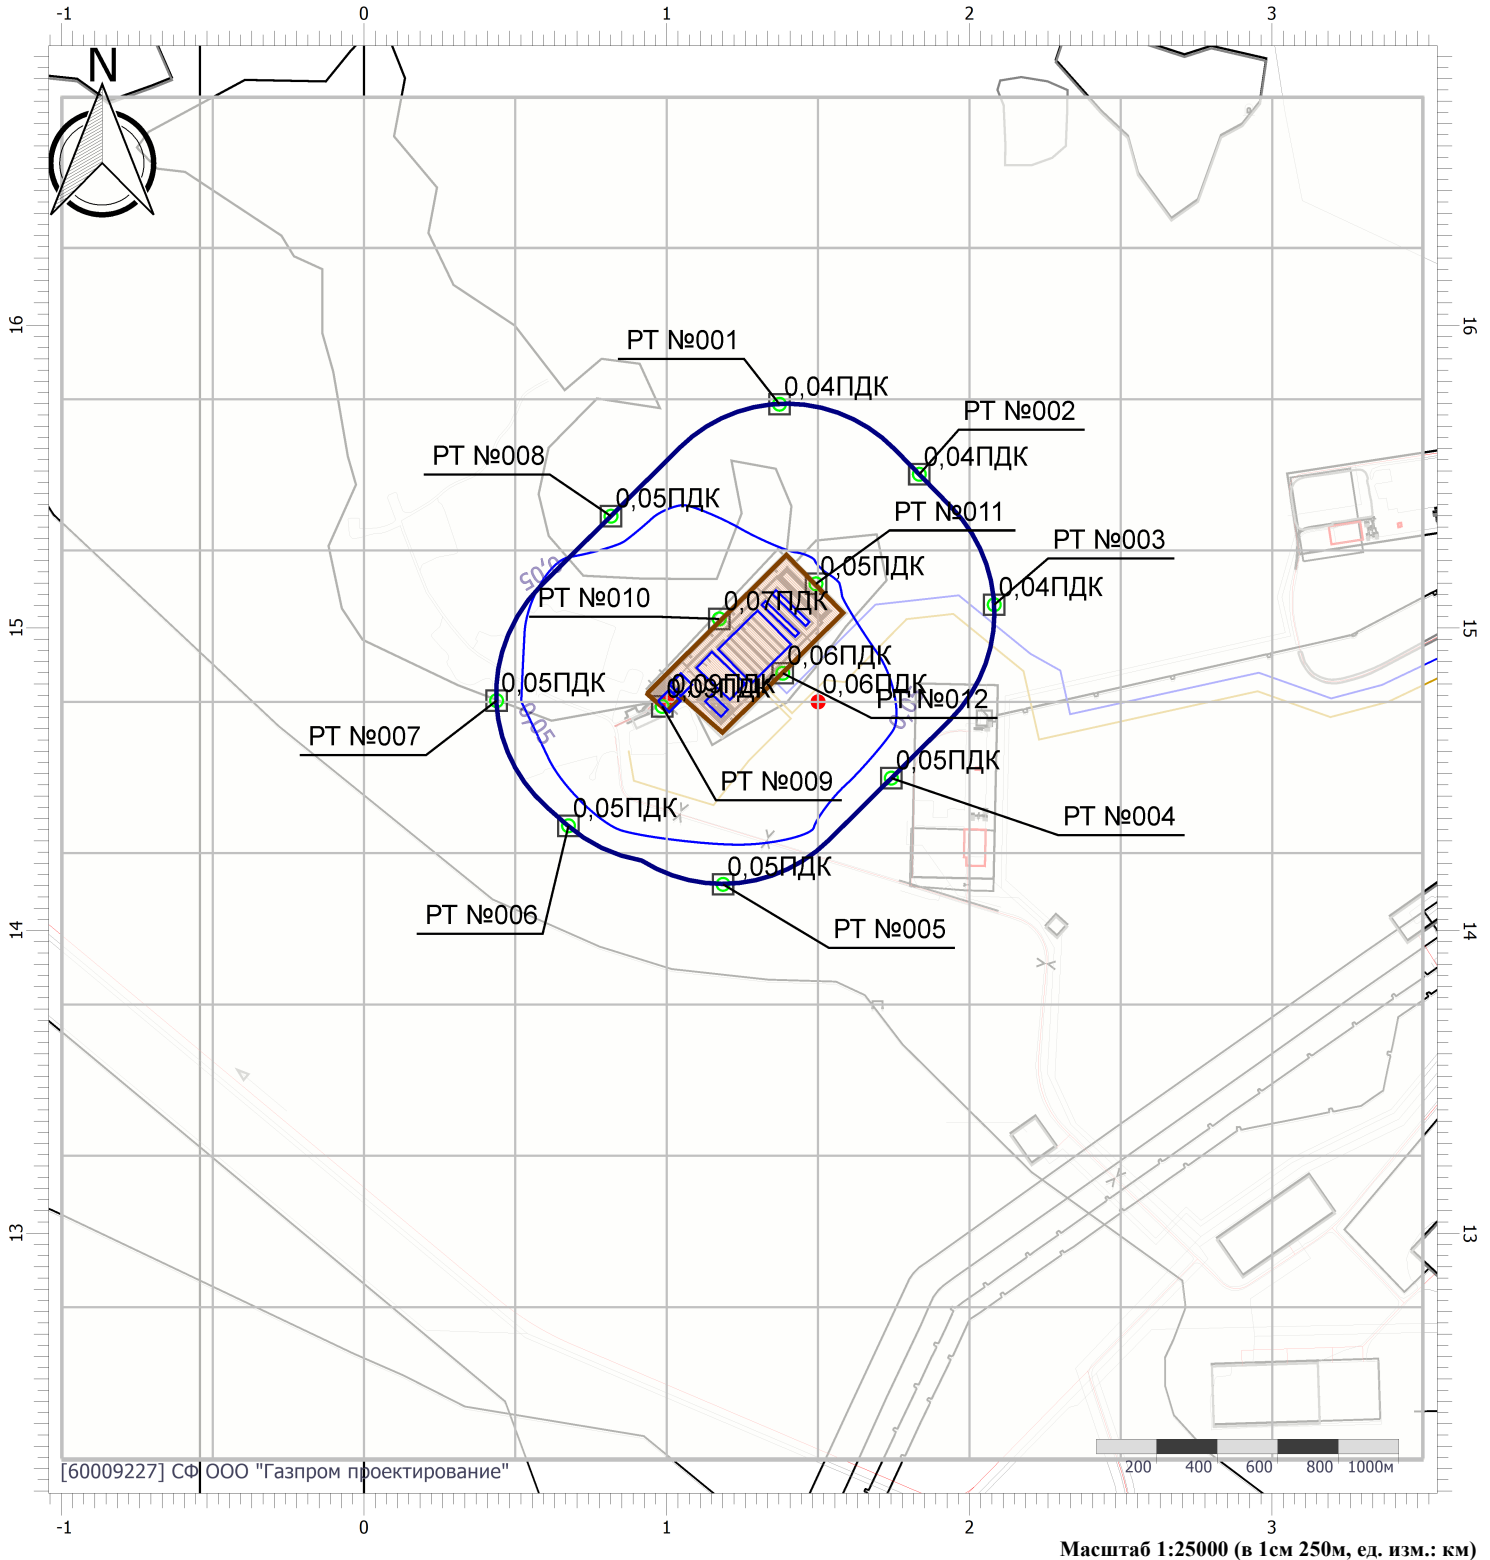 -1 0 1 2 3
N
16 16
РТ №001
0,04ПДК
РТ №002
0,04ПДК
РТ №008
0,05ПДК
РТ №011
0,05ПДК
РТ №003
0,04ПДК
0,05
РТ №010
0,07ПДК
15 15
0,06ПДК
0,05ПДК
0,09ПДК
0,09ПДК
0,06ПДК
РТ №012
0,05
РТ №007
0,05ПДК
РТ №009
0,05ПДК
РТ №004
0,05ПДК
РТ №006
РТ №005
14 14
13 13
[60009227] СФ ООО "Газпром проектирование"
200 400 600 800 1000м
-1 0 1 2 3
Масштаб 1:25000 (в 1см 250м, ед. изм.: км)